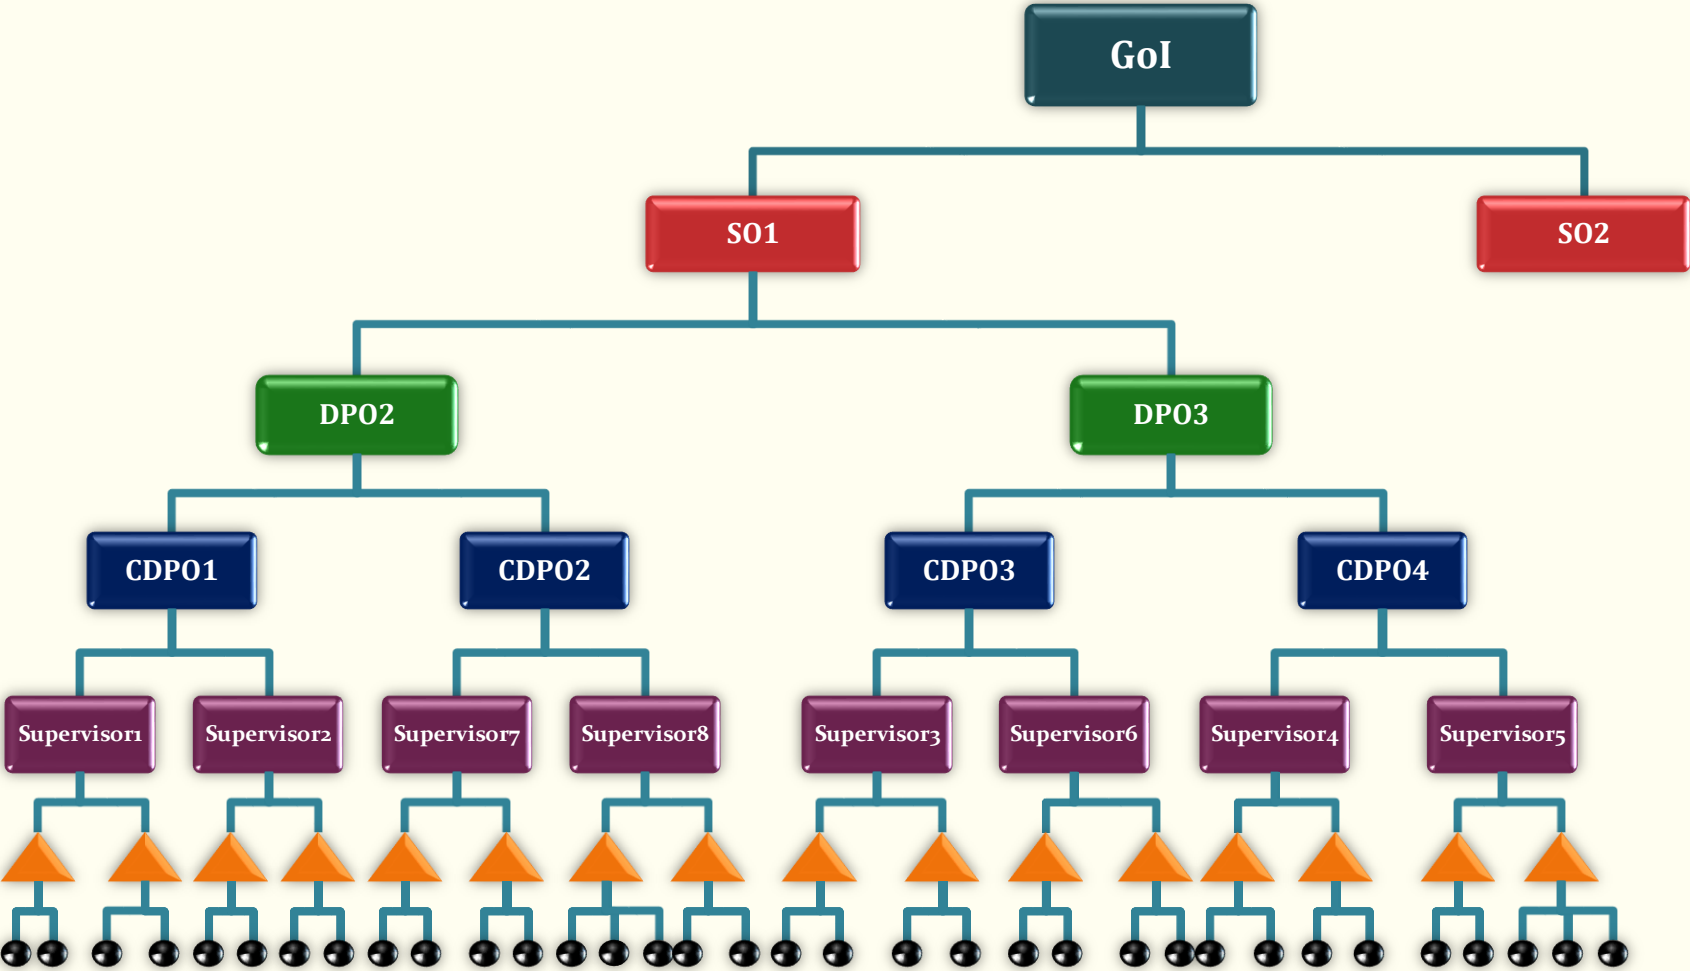 GoI
SO1
SO2
DPO2
DPO3
CDPO1
CDPO2
CDPO3
CDPO4
Supervisor1
Supervisor2
Supervisor7
Supervisor8
Supervisor3
Supervisor6
Supervisor4
Supervisor5